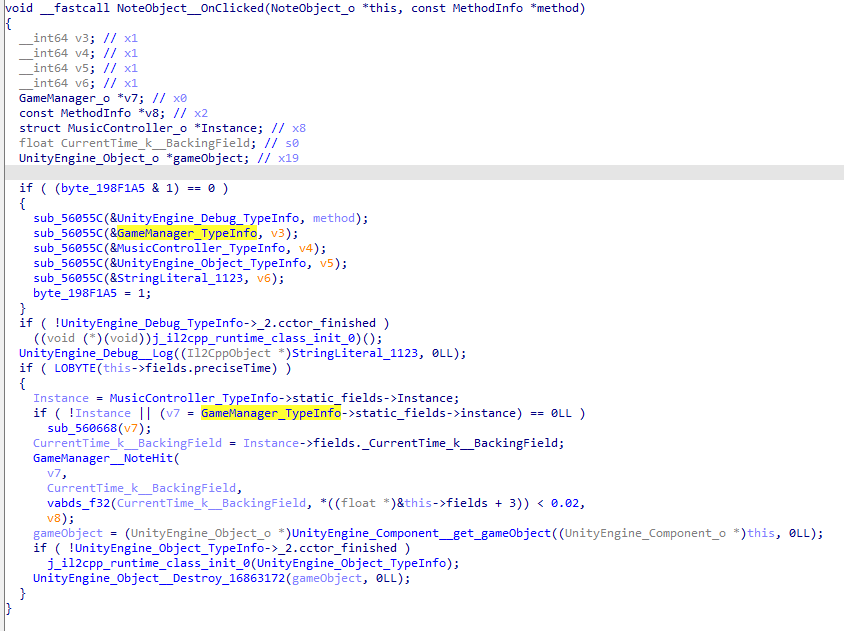 void __fastcall NoteObject__OnClicked(NoteObject_o *this, const MethodInfo *method)
{
  __int64 v3; // x1
  __int64 v4; // x1
  __int64 v5; // x1
  __int64 v6; // x1
  GameManager_o *v7; // x0
  const MethodInfo *v8; // x2
  struct MusicController_o *Instance; // x8
  float CurrentTime_k__BackingField; // s0
  UnityEngine_Object_o *gameObject; // x19

  if ( (byte_198F1A5 & 1) == 0 )
  {
    sub_56055C(&UnityEngine_Debug_TypeInfo, method);
    sub_56055C(&GameManager_TypeInfo, v3);
    sub_56055C(&MusicController_TypeInfo, v4);
    sub_56055C(&UnityEngine_Object_TypeInfo, v5);
    sub_56055C(&StringLiteral_1123, v6);
    byte_198F1A5 = 1;
  }
  if ( !UnityEngine_Debug_TypeInfo->_2.cctor_finished )
    ((void (*)(void))j_il2cpp_runtime_class_init_0)();
  UnityEngine_Debug__Log((Il2CppObject *)StringLiteral_1123, 0LL);
  if ( LOBYTE(this->fields.preciseTime) )
  {
    Instance = MusicController_TypeInfo->static_fields->Instance;
    if ( !Instance || (v7 = GameManager_TypeInfo->static_fields->instance) == 0LL )
      sub_560668(v7);
    CurrentTime_k__BackingField = Instance->fields._CurrentTime_k__BackingField;
    GameManager__NoteHit(
      v7,
      CurrentTime_k__BackingField,
      vabds_f32(CurrentTime_k__BackingField, *((float *)&this->fields + 3)) < 0.02,
      v8);
    gameObject = (UnityEngine_Object_o *)UnityEngine_Component__get_gameObject((UnityEngine_Component_o *)this, 0LL);
    if ( !UnityEngine_Object_TypeInfo->_2.cctor_finished )
      j_il2cpp_runtime_class_init_0(UnityEngine_Object_TypeInfo);
    UnityEngine_Object__Destroy_16863172(gameObject, 0LL);
  }
}